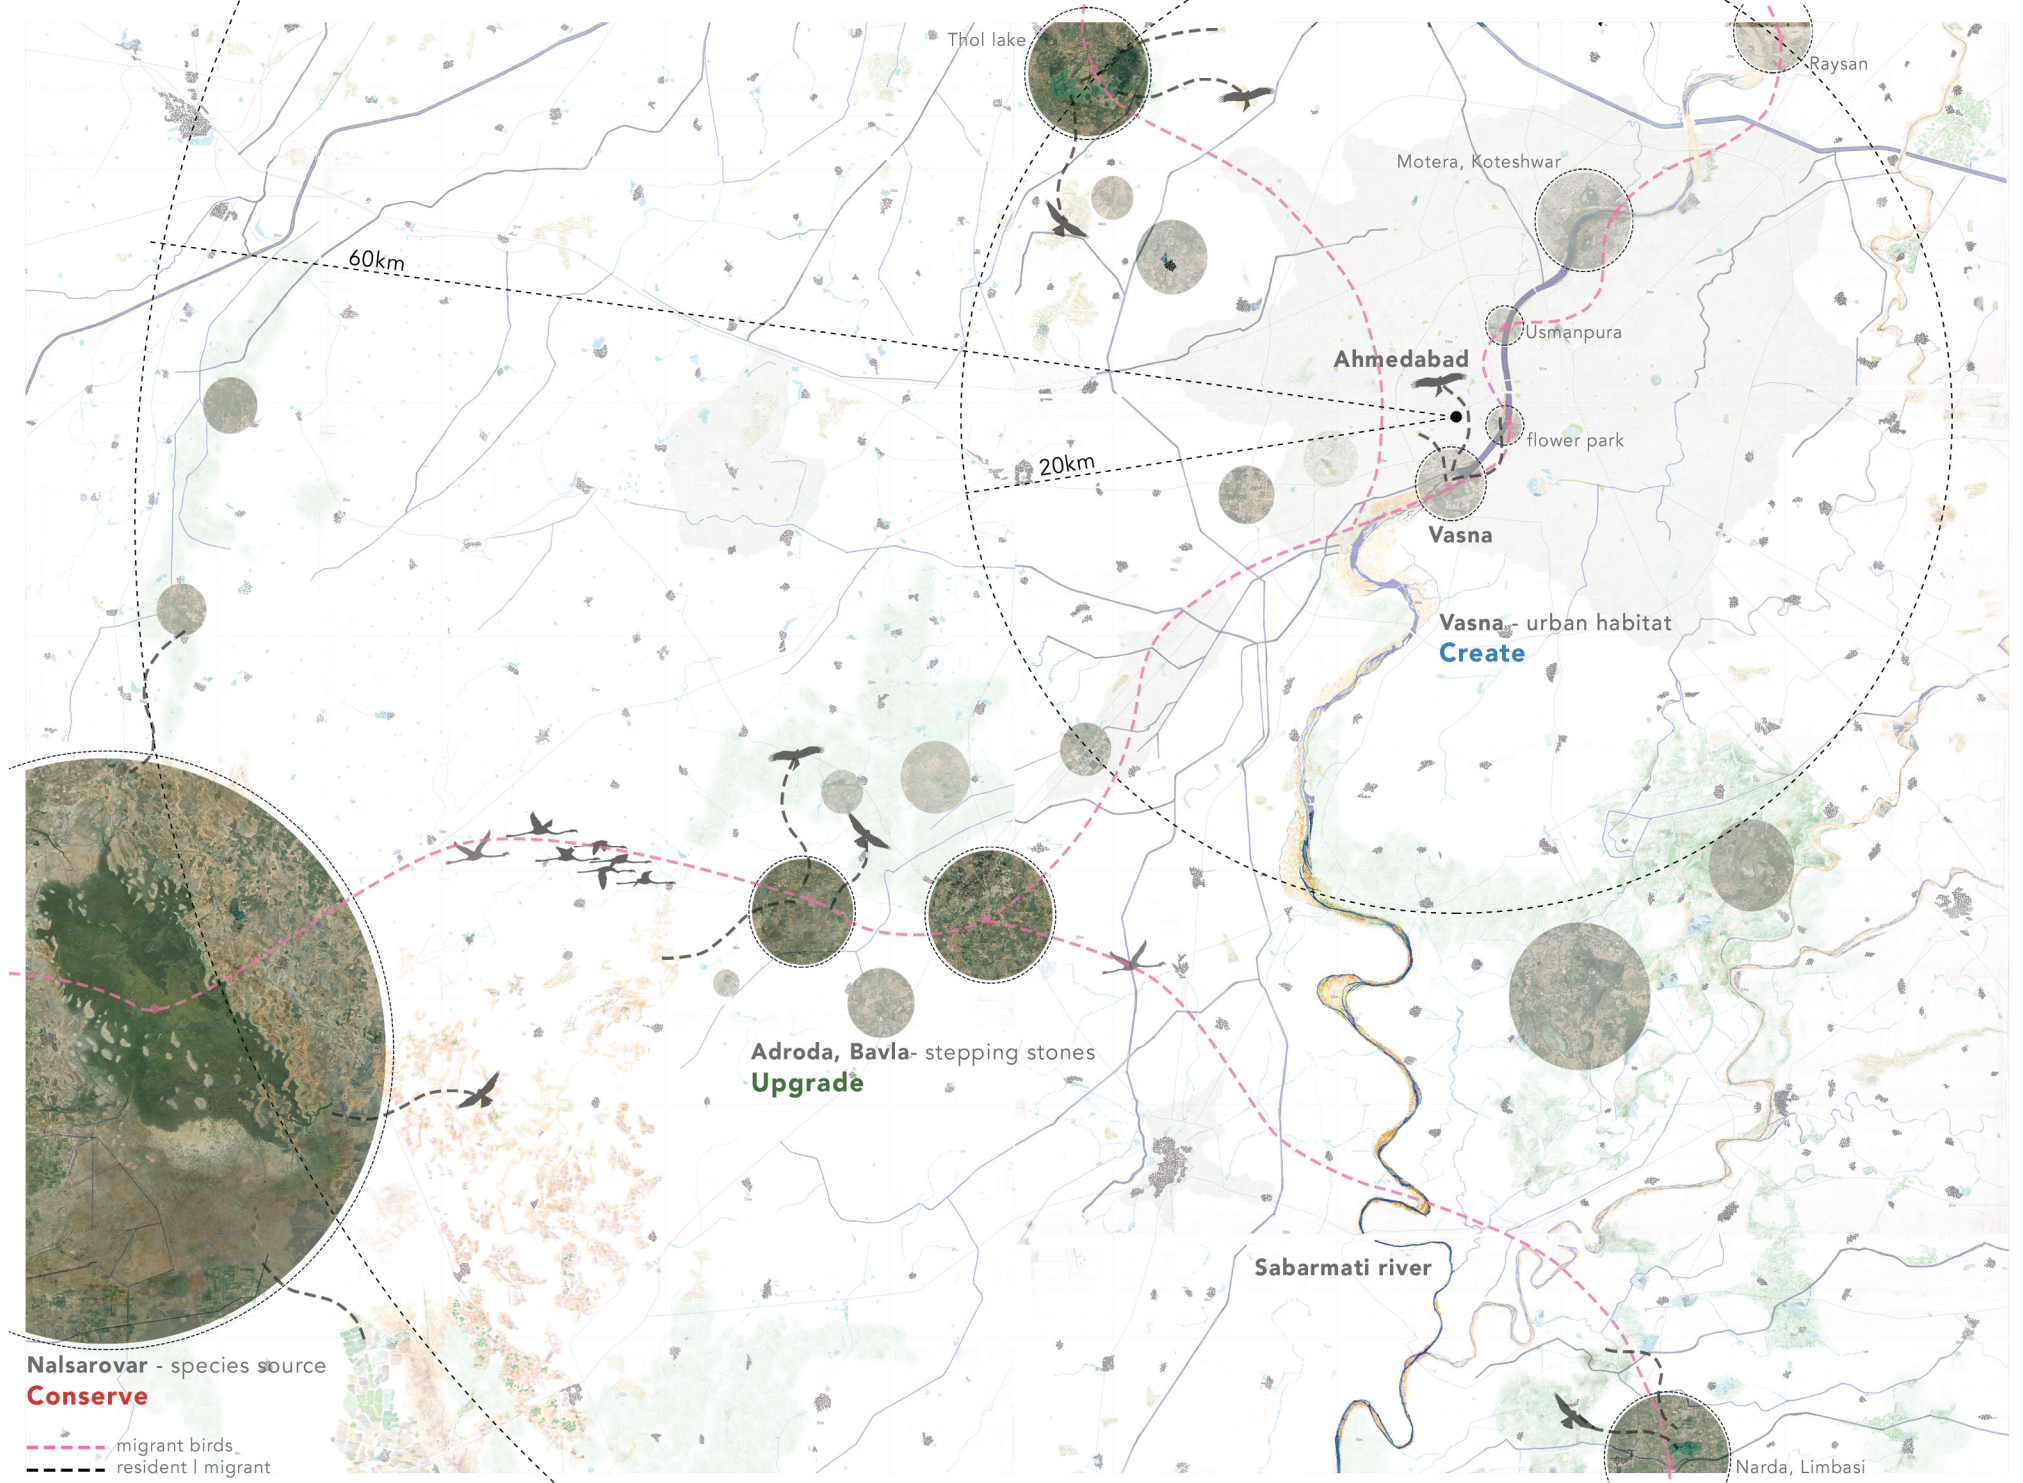 Thol lake
Raysan
Motera, Koteshwar
60km
Usmanpura
Ahmedabad
flower park
20km
Vasna
Vasna - urban habitat
Create
Adroda, Bavla- stepping stones
Upgrade
Sabarmati river
Nalsarovar - species source
Conserve
migrant birds
resident | migrant
Narda, Limbasi